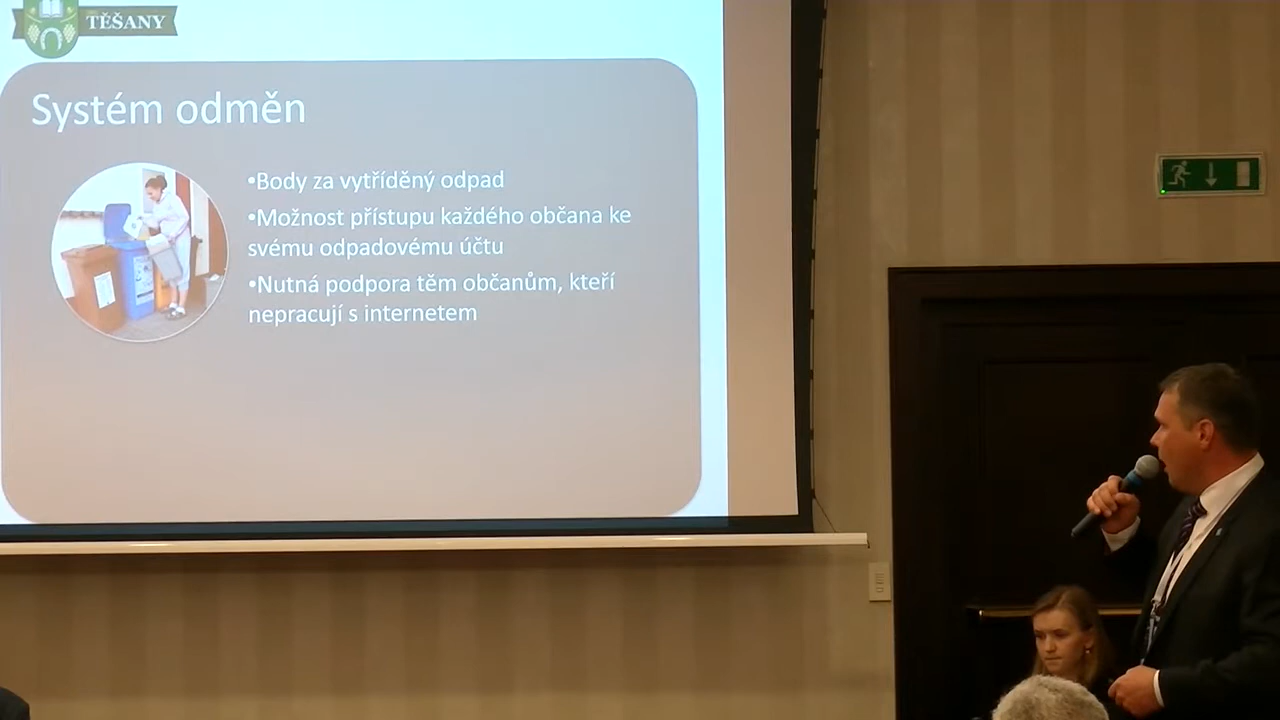 TĚŠANY
Systém odměn
•Body za vytříděný odpad
•Možnost přístupu každého občana ke
svému odpadovému účtu
•Nutná podpora těm občanům, kteří
nepracují s internetem